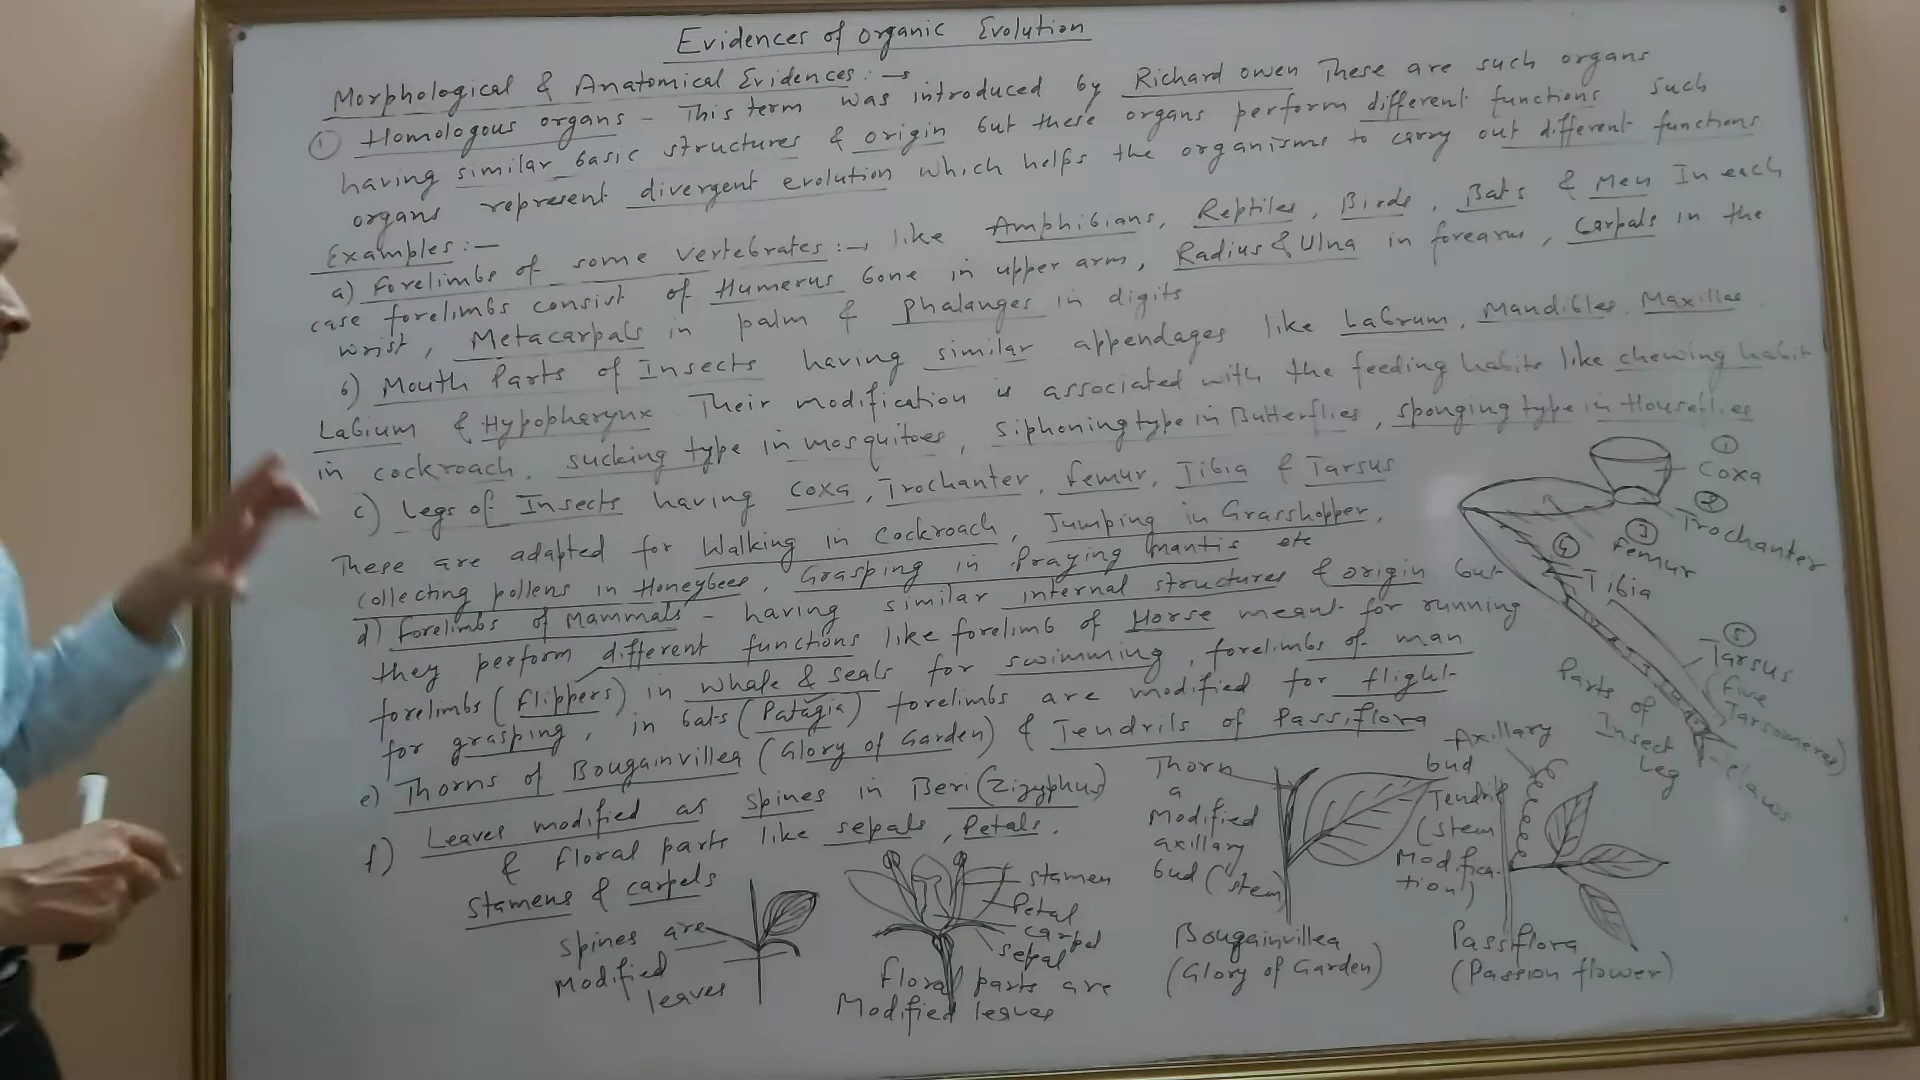 Evidences of organic Evolution
Morphological & Anatomical Evidences :→
① Homologous organs - This term was introduced by Richard owen These are such organs
having similar basic structures & origin but these organs perform different functions such
organs represent divergent evolution which helps the organisms to carry out different functions
Examples :-
a) Forelimbs of some vertebrates :→ like Amphibians, Reptiles, Birds, Bats & Men In each
case forelimbs consist of Humerus bone in upper arm, Radius & Ulna in forearm, Carpals in the
wrist, Metacarpals in palm & Phalanges in digits
b) Mouth Parts of Insects having similar appendages like Labrum, Mandibles, Maxillae
Labium & Hypopharynx Their modification is associated with the feeding habits like chewing habit
in cockroach, sucking type in mosquitoes, Siphoning type in Butterflies, sponging type in Houseflies
c) Legs of Insects having coxa, Trochanter, femur, Tibia & Tarsus
These are adapted for Walking in cockroach, Jumping in Grasshopper,
collecting pollens in Honeybees, Grasping in Praying mantis etc
d) forelimbs of Mammals - having similar internal structures & origin but
they perform different functions like forelimb of Horse meant for running
forelimbs (flippers) in whale & seals for swimming, forelimbs of man
for grasping, in bats (Patagia) forelimbs are modified for flight
e) Thorns of Bougainvillea (Glory of Garden) & Tendrils of Passiflora
f) Leaves modified as spines in Beri (Zizyphus)
& floral parts like sepals, Petals,
Stamens & carpels
① Coxa
② Trochanter
③ femur
④ Tibia
⑤ Tarsus
(five
Tarsomeres)
claws
Parts of
Insect
Leg
spines are
Modified
leaves
stamen
Petal
carpel
sepal
floral parts are
Modified leaves
Thorn
a
Modified
axillary
bud (stem)
Bougainvillea
(Glory of Garden)
Axillary
bud
Tendril
(stem
Modifica-
tion)
Passiflora
(Passion flower)